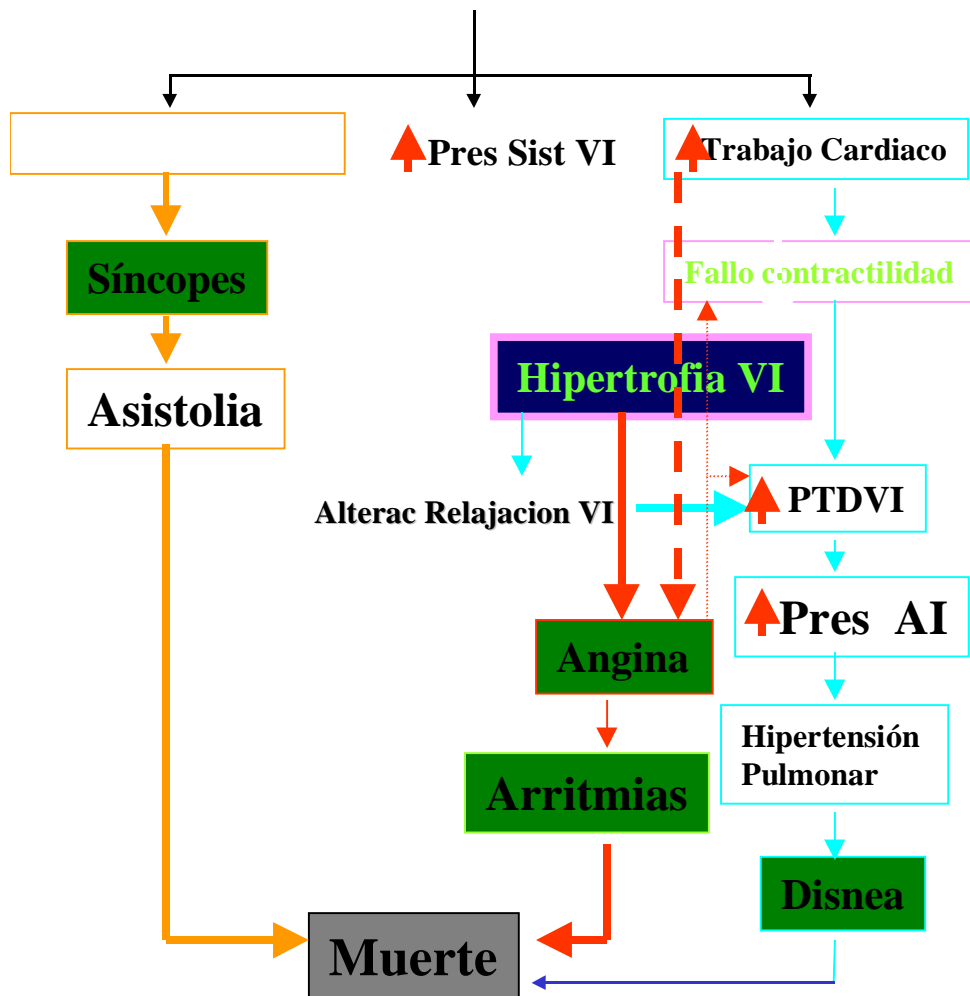 Pres Sist VI
Trabajo Cardiaco
Síncopes
Fallo contractilidad
Hipertrofia VI
Asistolia
PTDVI
Alterac Relajacion VI
Pres AI
Angina
Hipertensión
Pulmonar
Arritmias
Disnea
Muerte